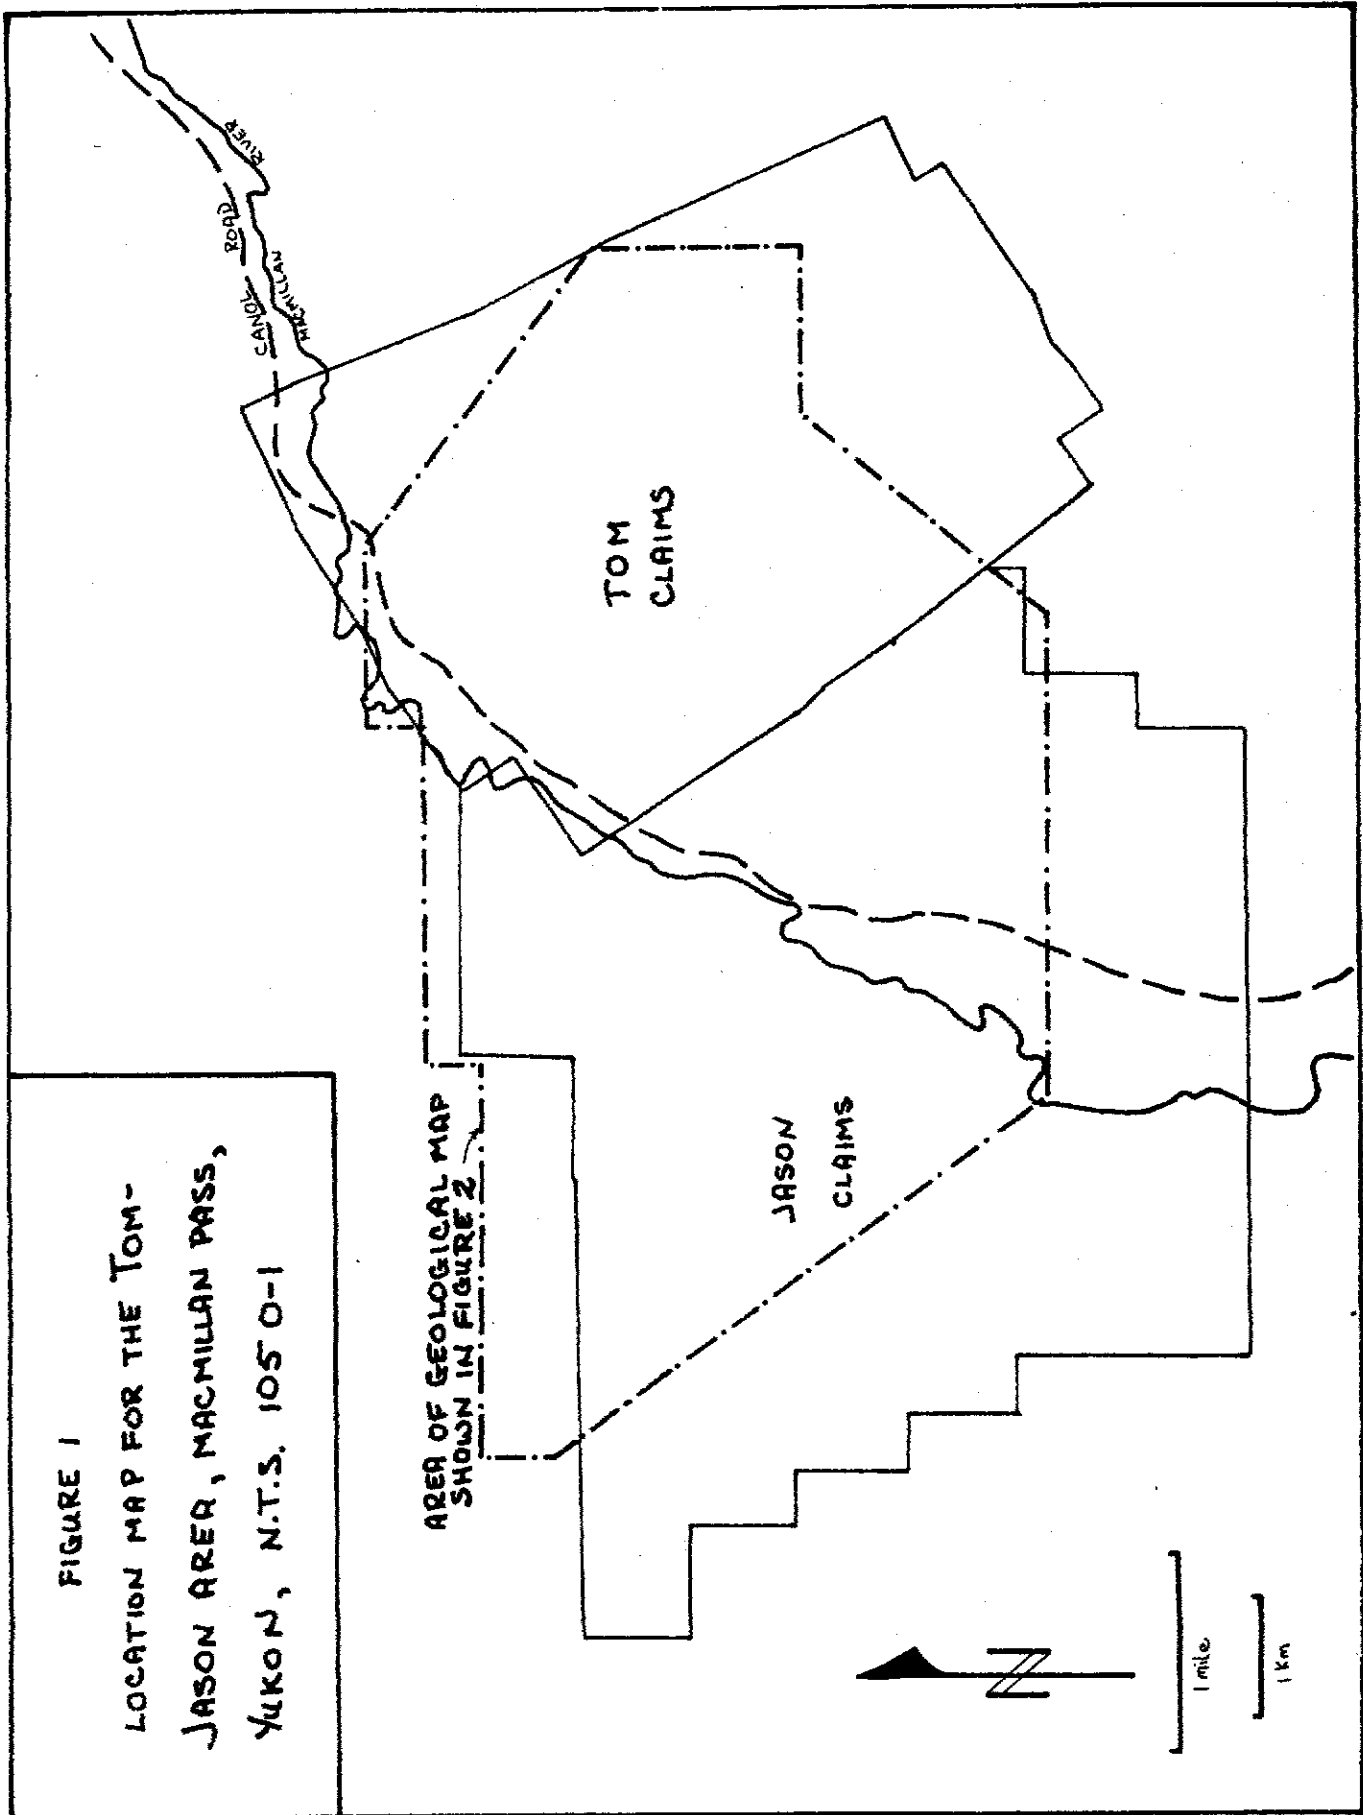 FIGURE 1
LOCATION MAP FOR THE TOM-
JASON AREA, MACMILLAN PASS,
YUKON, N.T.S. 105 O-1
AREA OF GEOLOGICAL MAP
SHOWN IN FIGURE 2
CANOL ROAD
MACMILLAN RIVER
TOM
CLAIMS
JASON
CLAIMS
N
1 mile
1 Km